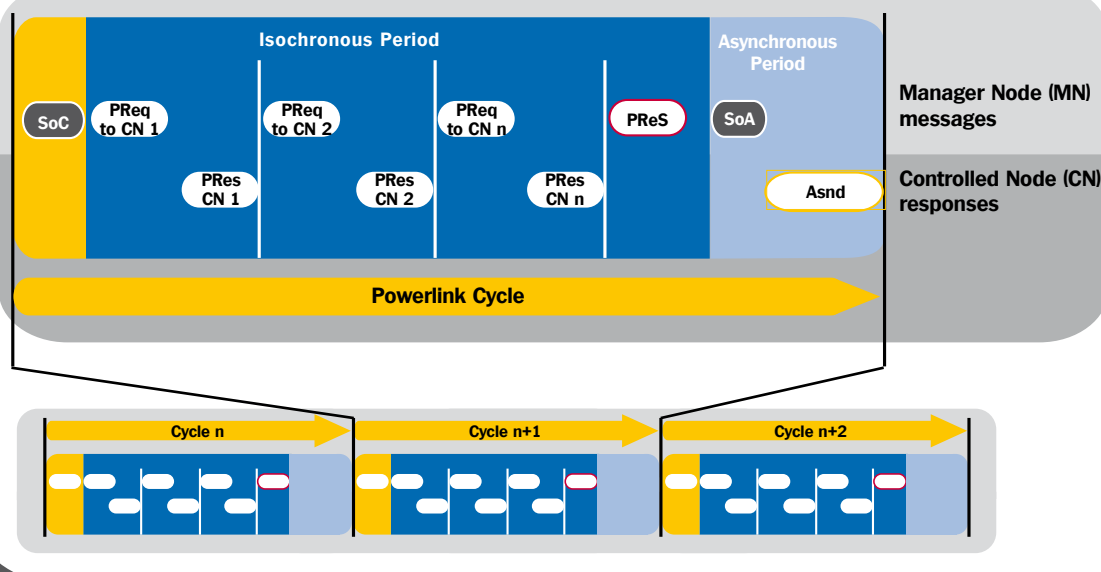 Isochronous Period
Asynchronous
Period
SoC
PReq
to CN 1
PReq
to CN 2
PReq
to CN n
PReS
SoA
Manager Node (MN)
messages
PRes
CN 1
PRes
CN 2
PRes
CN n
Asnd
Controlled Node (CN)
responses
Powerlink Cycle
Cycle n
Cycle n+1
Cycle n+2